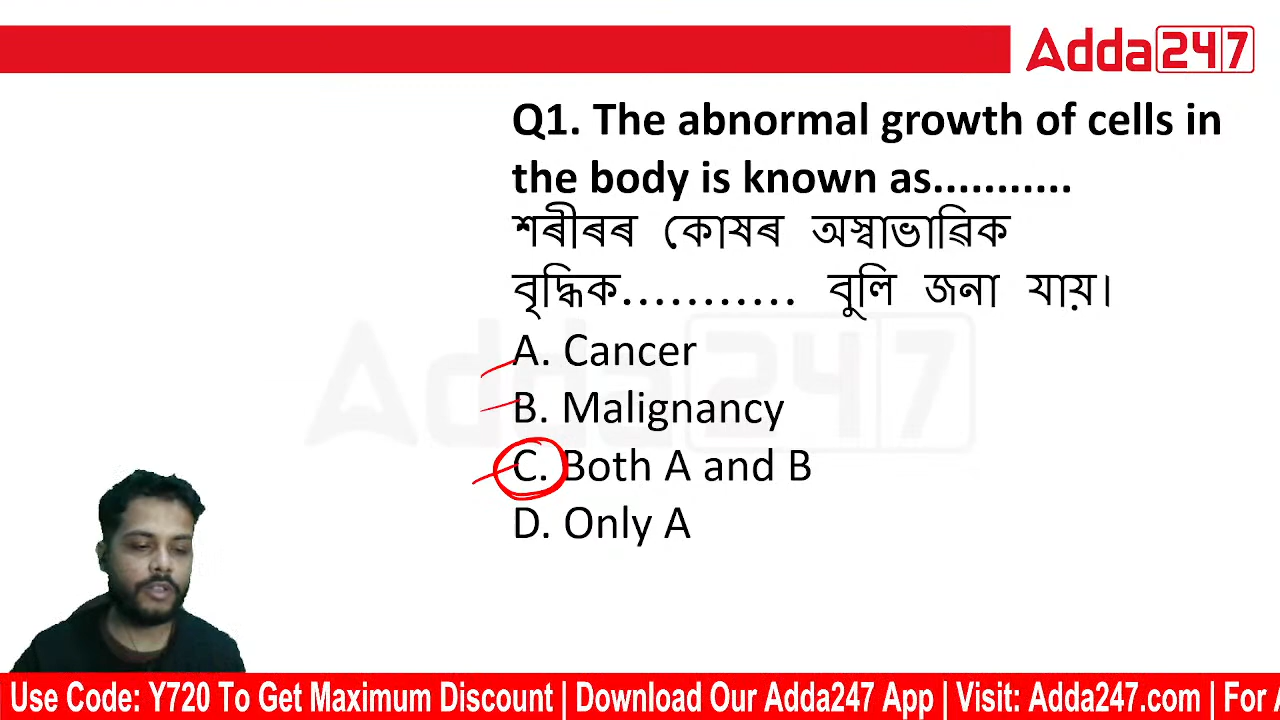 Adda247
Q1. The abnormal growth of cells in
the body is known as...........
শৰীৰৰ কোষৰ অস্বাভাৱিক
বৃদ্ধিক........... বুলি জনা যায়।
A. Cancer
B. Malignancy
C. Both A and B
D. Only A
Adda247
Use Code: Y720 To Get Maximum Discount | Download Our Adda247 App | Visit: Adda247.com | For